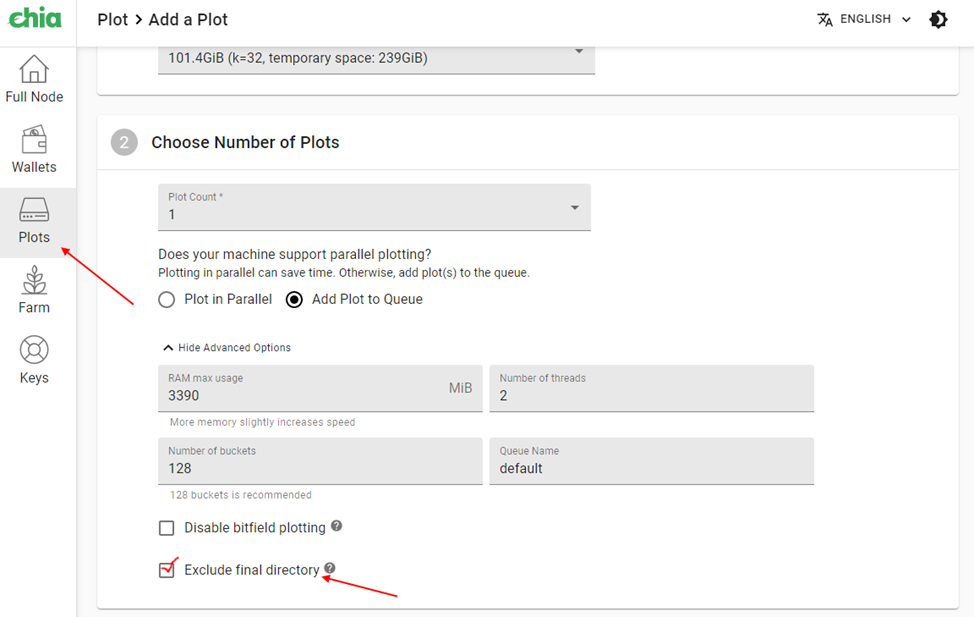 chia
Plot > Add a Plot
ENGLISH
Full Node
Wallets
Plots
Farm
Keys
101.4GiB (k=32, temporary space: 239GiB)
2 Choose Number of Plots
Plot Count *
1
Does your machine support parallel plotting?
Plotting in parallel can save time. Otherwise, add plot(s) to the queue.
Plot in Parallel Add Plot to Queue
Hide Advanced Options
RAM max usage
3390 MiB
More memory slightly increases speed
Number of threads
2
Number of buckets
128
128 buckets is recommended
Queue Name
default
Disable bitfield plotting ?
Exclude final directory ?